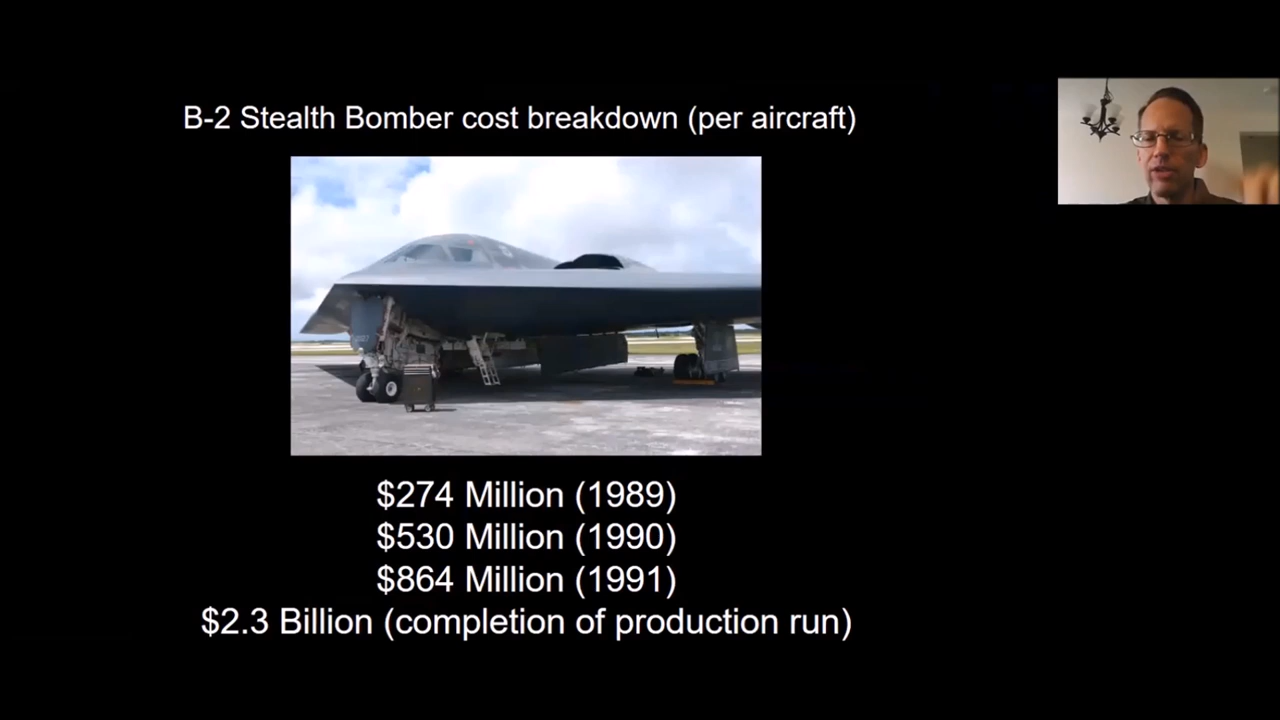 B-2 Stealth Bomber cost breakdown (per aircraft)
$274 Million (1989)
$530 Million (1990)
$864 Million (1991)
$2.3 Billion (completion of production run)